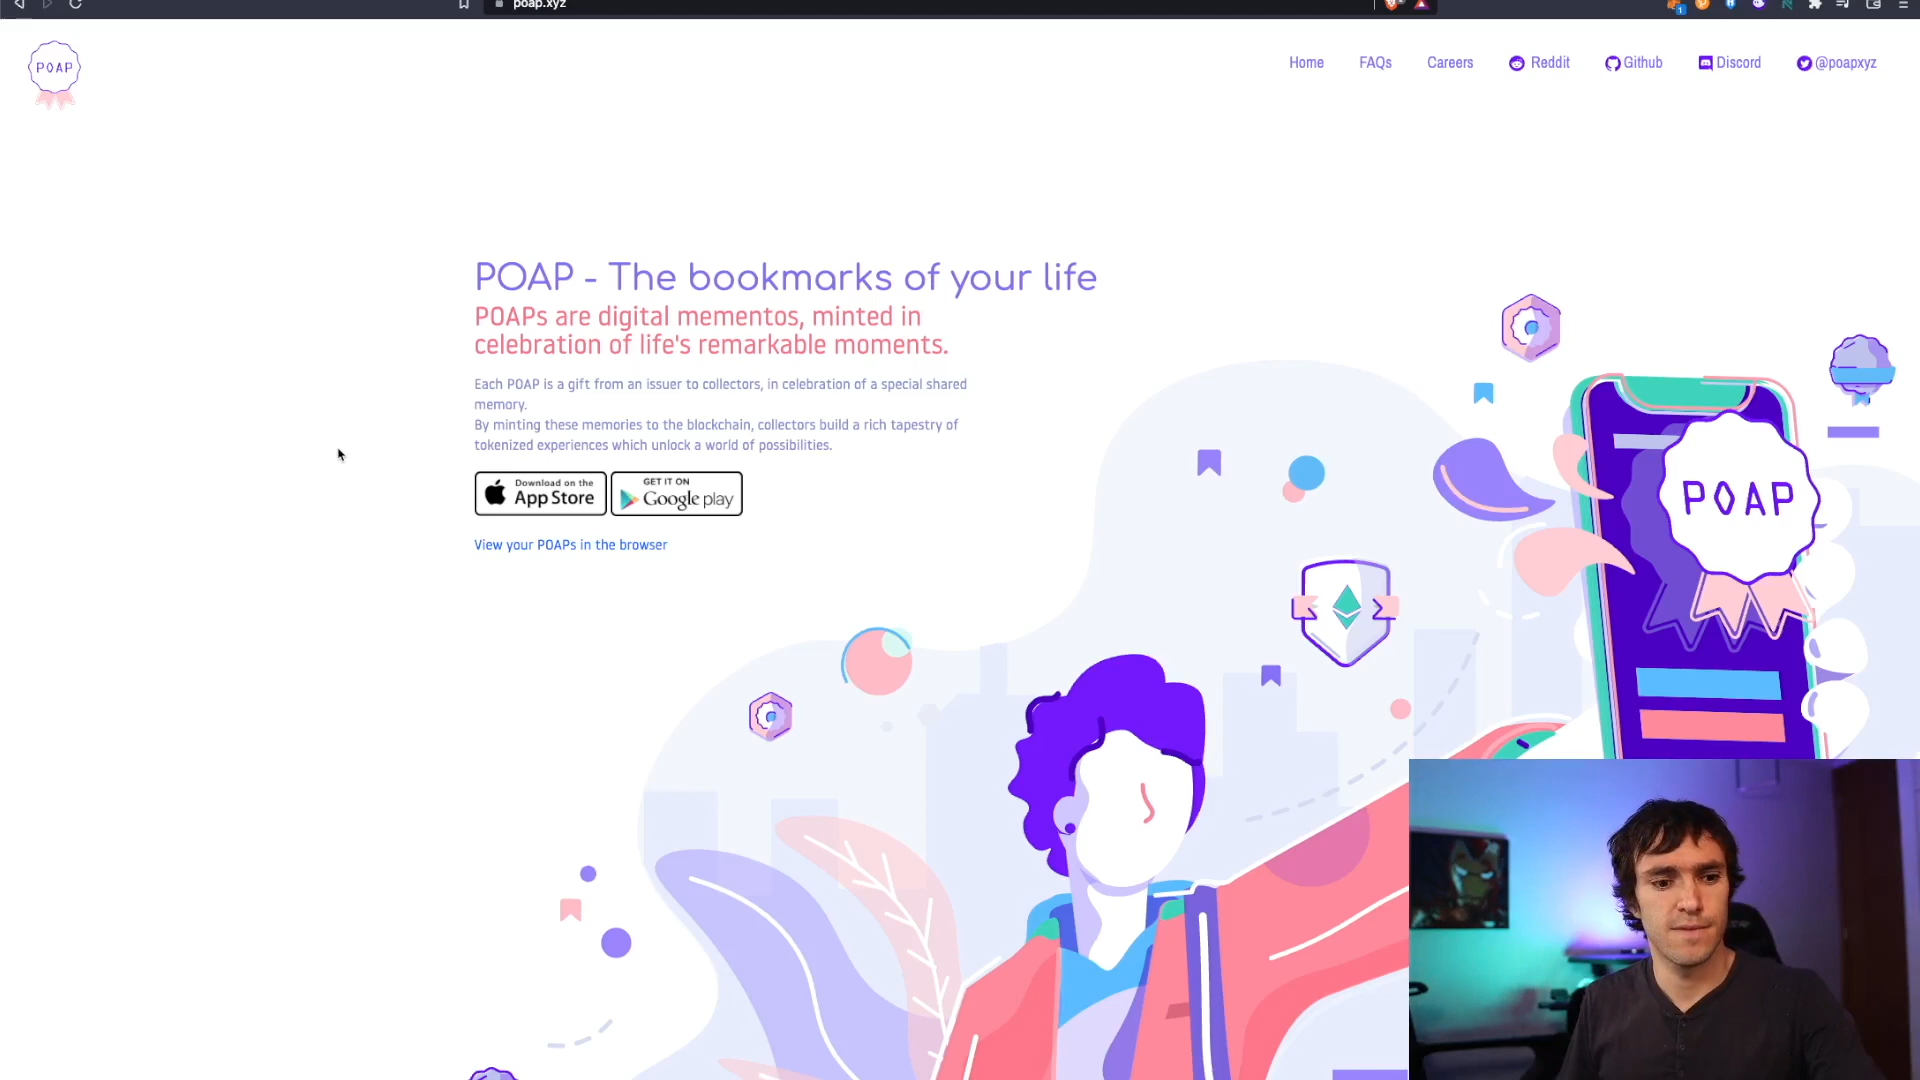 poap.xyz
POAP
Home FAQs Careers Reddit Github Discord @poapxyz
POAP - The bookmarks of your life
POAPs are digital mementos, minted in
celebration of life's remarkable moments.
Each POAP is a gift from an issuer to collectors, in celebration of a special shared
memory.
By minting these memories to the blockchain, collectors build a rich tapestry of
tokenized experiences which unlock a world of possibilities.
Download on the
App Store
GET IT ON
Google play
View your POAPs in the browser
POAP